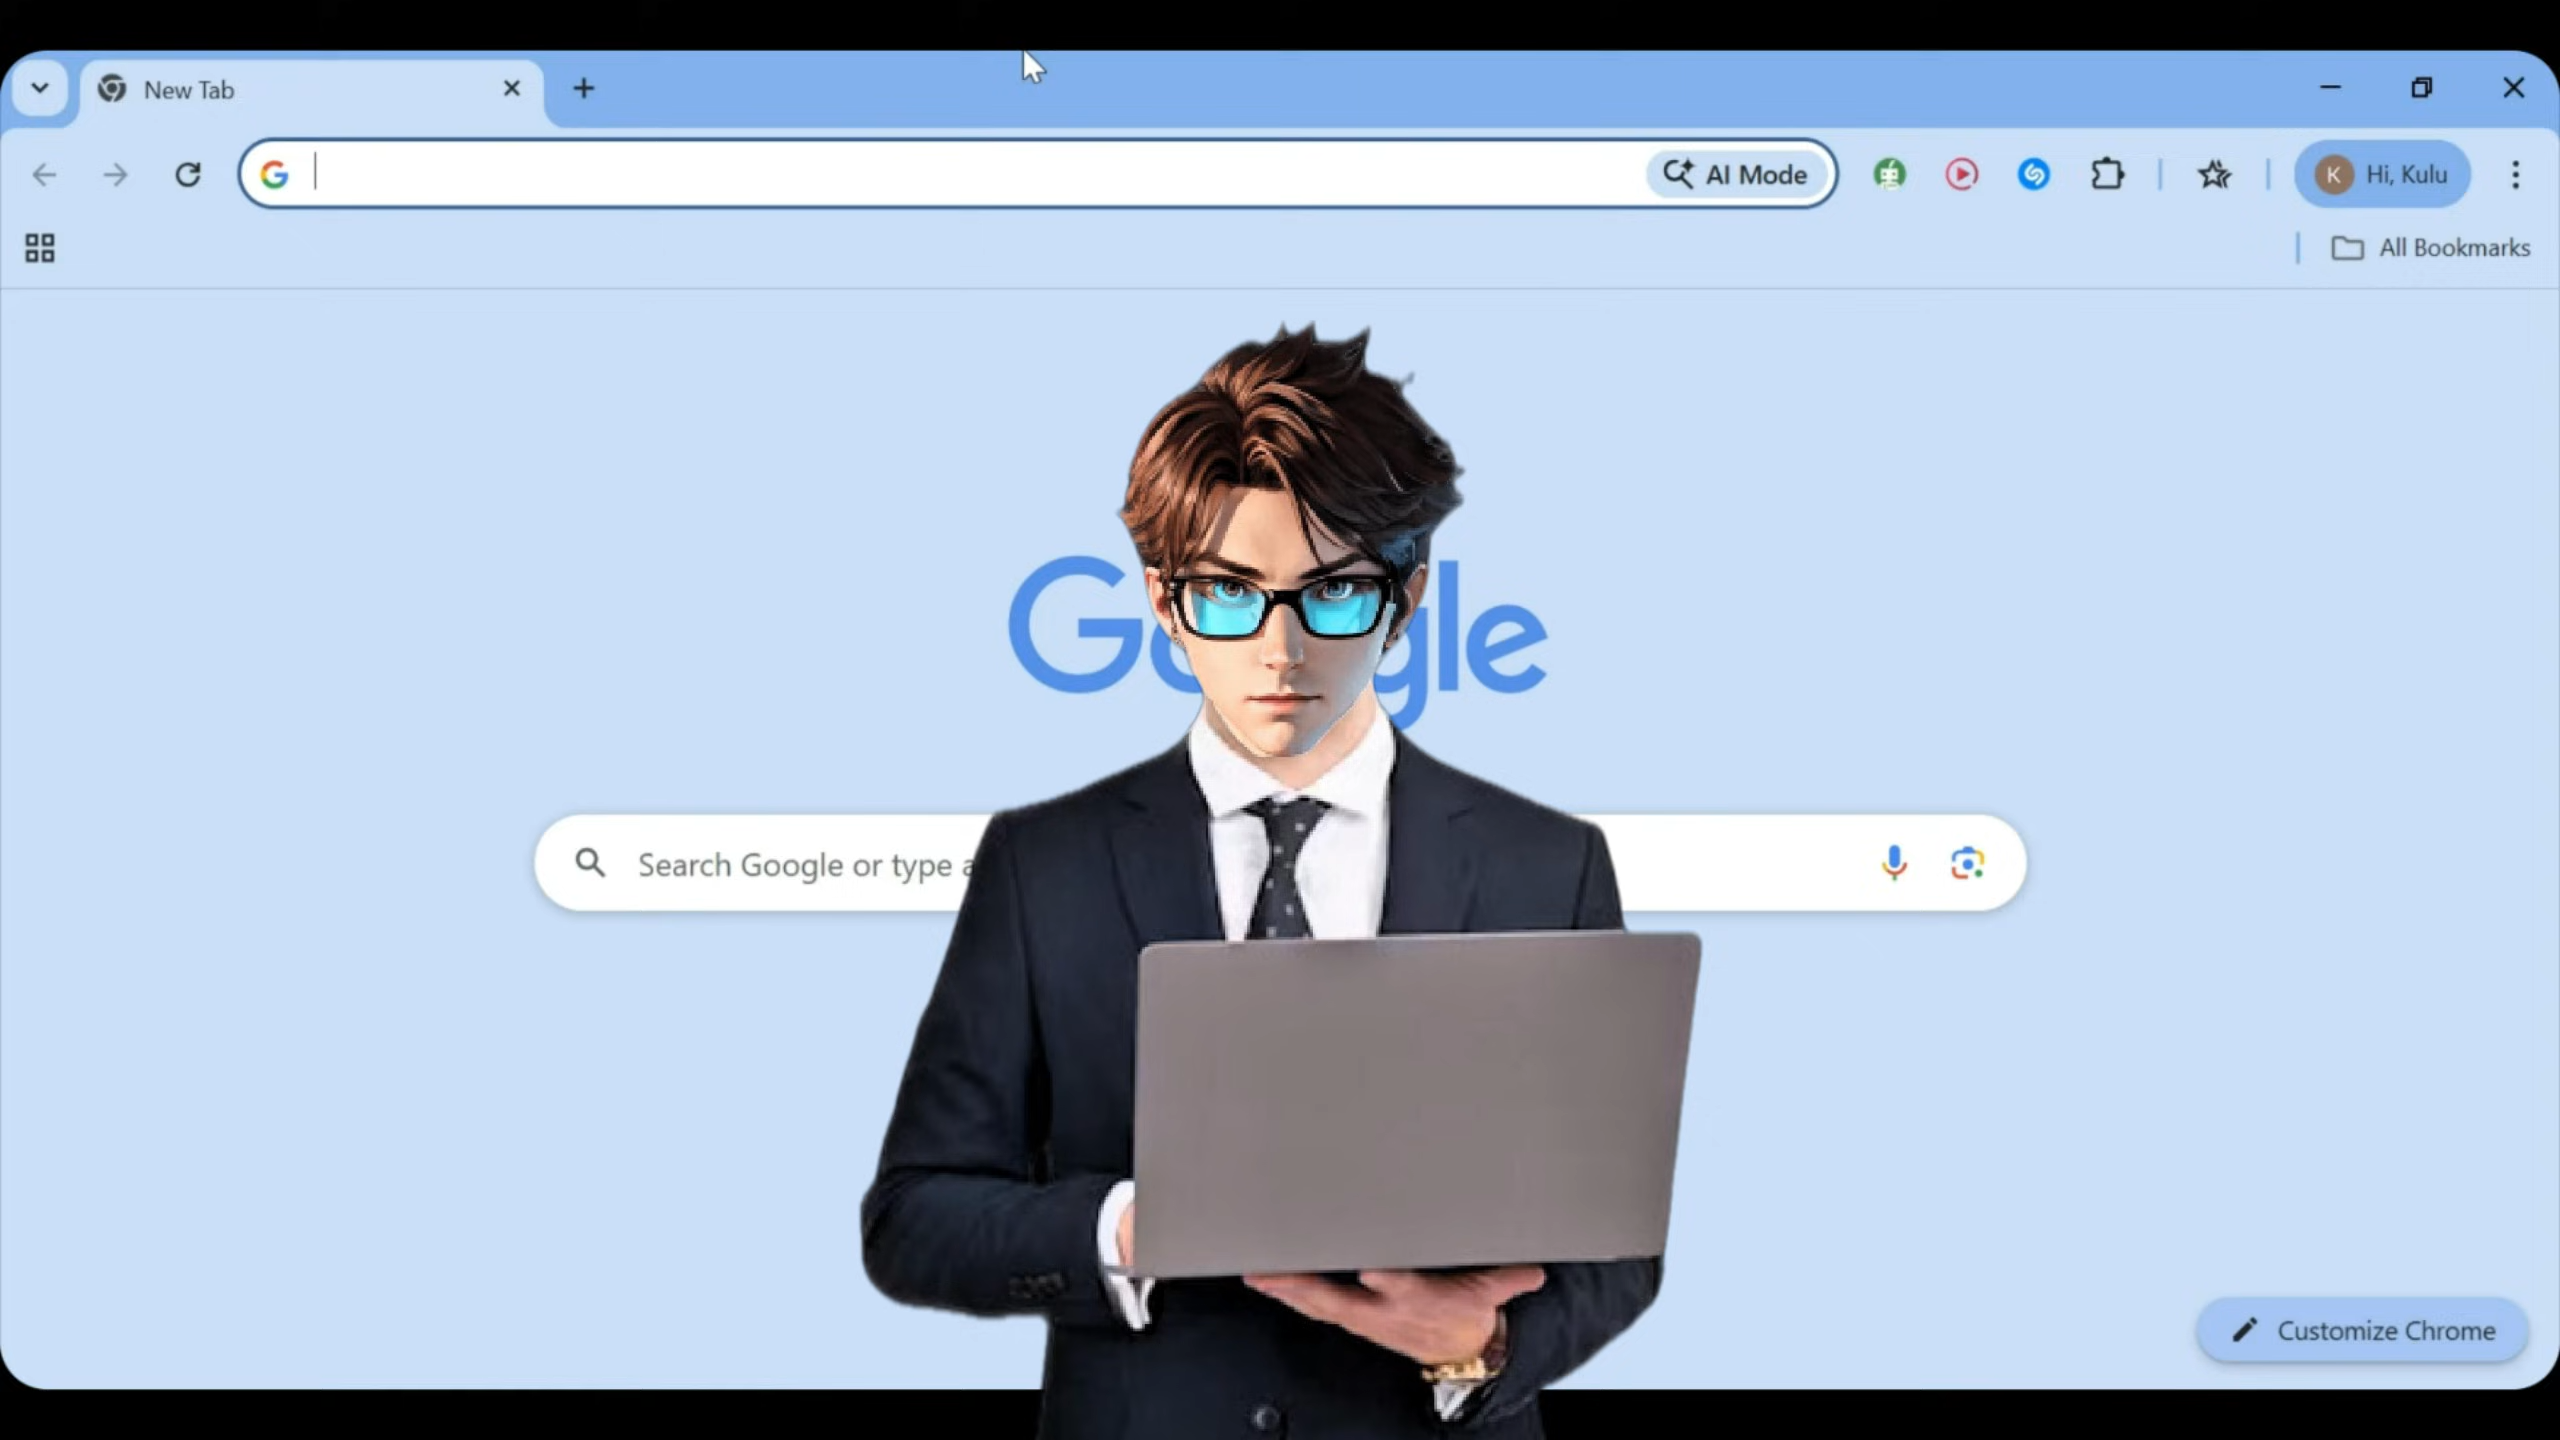 New Tab
AI Mode
K Hi, Kulu
All Bookmarks
Google
Search Google or type a
Customize Chrome